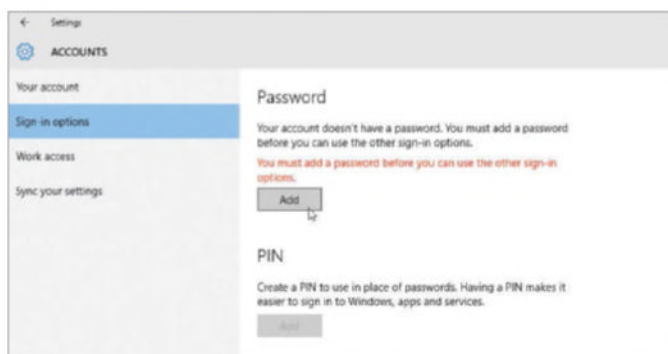 Settings
ACCOUNTS
Your account
Sign-in options
Work access
Sync your settings
Password
Your account doesn't have a password. You must add a password
before you can use the other sign-in options.
You must add a password before you can use the other sign-in
options.
Add
PIN
Create a PIN to use in place of passwords. Having a PIN makes it
easier to sign in to Windows, apps and services.
Add